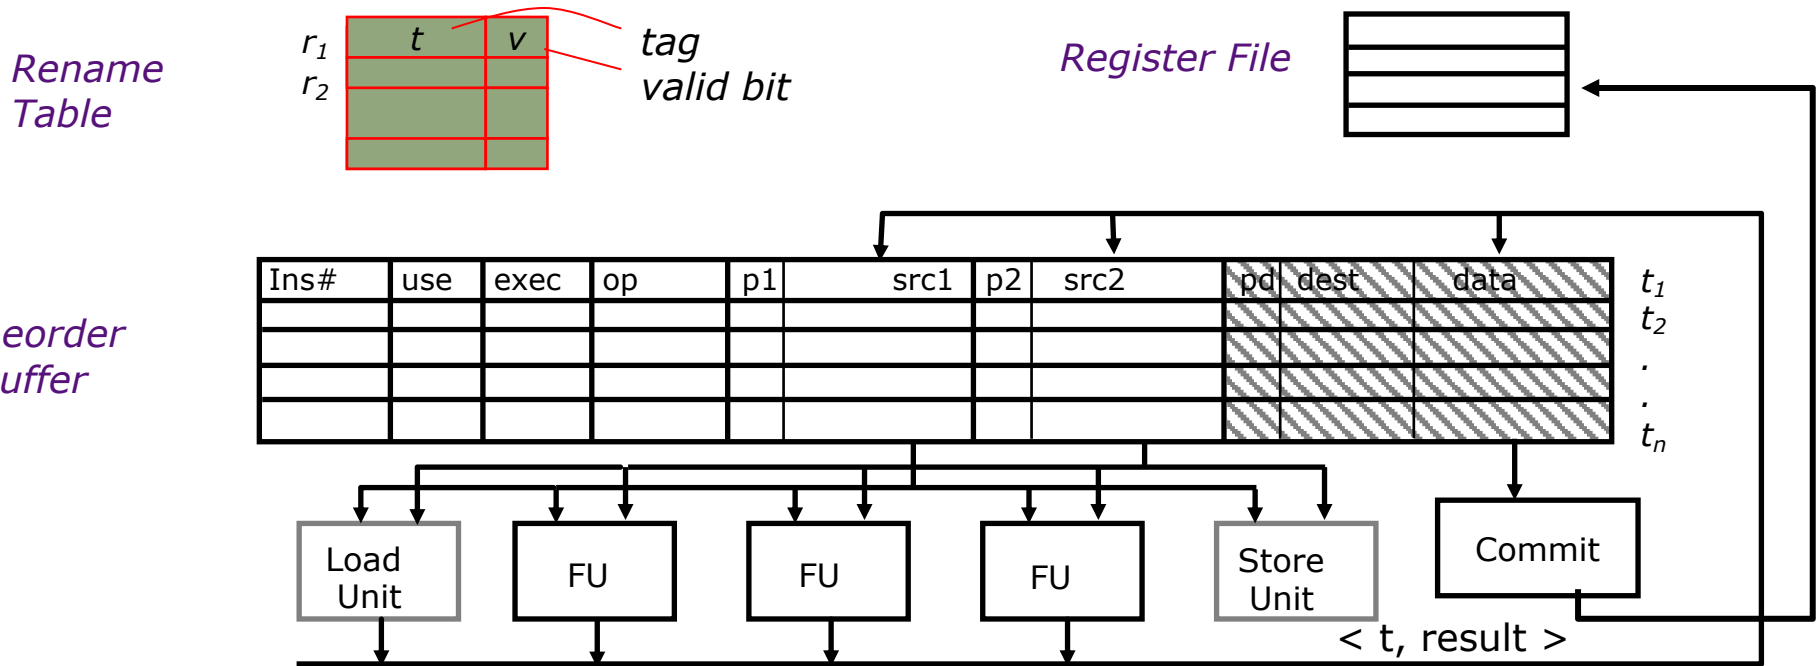 Rename
Table
r1
r2
t
v
tag
valid bit
Register File
eorder
uffer
Ins# use exec op p1 src1 p2 src2 pd dest data
t1
t2
.
.
tn
Load
Unit
FU
FU
FU
Store
Unit
Commit
< t, result >